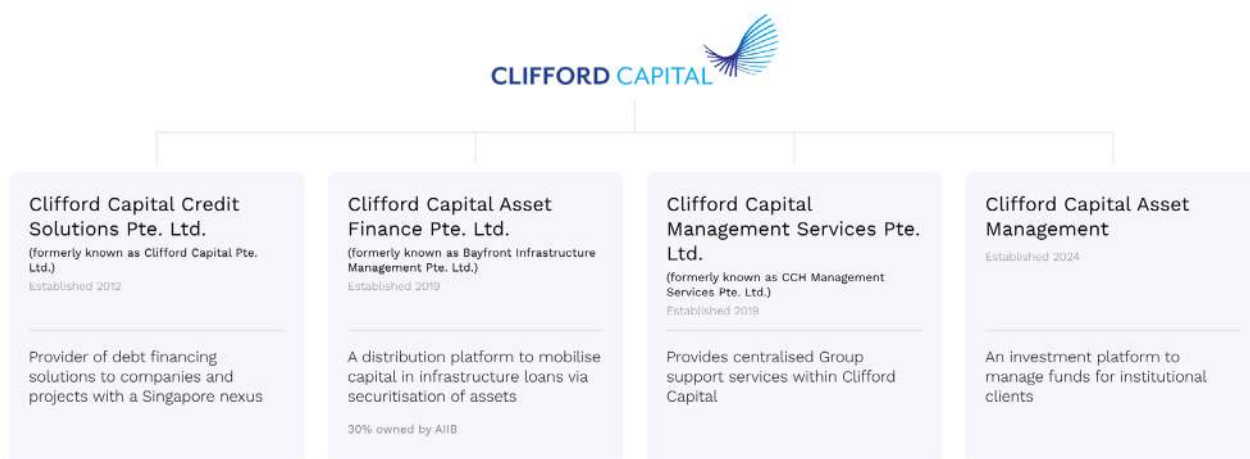 CLIFFORD CAPITAL
Clifford Capital Credit
Solutions Pte. Ltd.
(formerly known as Clifford Capital Pte.
Ltd.)
Established 2012
Provider of debt financing
solutions to companies and
projects with a Singapore nexus
Clifford Capital Asset
Finance Pte. Ltd.
(formerly known as Bayfront Infrastructure
Management Pte. Ltd.)
Established 2019
A distribution platform to mobilise
capital in infrastructure loans via
securitisation of assets
30% owned by AIIB
Clifford Capital
Management Services Pte.
Ltd.
(formerly known as CCH Management
Services Pte. Ltd.)
Established 2019
Provides centralised Group
support services within Clifford
Capital
Clifford Capital Asset
Management
Established 2024
An investment platform to
manage funds for institutional
clients